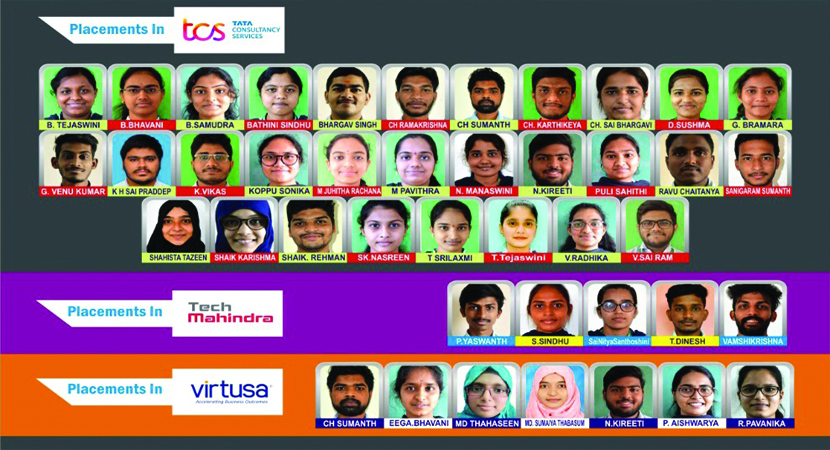 Placements In
tcs TATA
CONSULTANCY
SERVICES
B. TEJASWINI B.BHAVANI B.SAMUDRA BATHINI SINDHU BHARGAV SINGH CH RAMAKRISHNA CH SUMANTH CH. KARTHIKEYA CH. SAI BHARGAVI D.SUSHMA G. BRAMARA
G. VENU KUMAR K H SAI PRADDEP K.VIKAS KOPPU SONIKA M JUHITHA RACHANA M PAVITHRA N. MANASWINI N.KIREETI PULI SAHITHI RAVU CHAITANYA SANIGARAM SUMANTH
SHAHISTA TAZEEN SHAIK KARISHMA SHAIK. REHMAN SK.NASREEN T SRILAXMI T.Tejaswini V.RADHIKA V.SAI RAM
Placements In
Tech
Mahindra
P.YASWANTH S.SINDHU SaiNityaSanthoshini T.DINESH VAMSHIKRISHNA
Placements In
virtusa
Accelerating Business Outcomes
CH SUMANTH EEGA.BHAVANI MD THAHASEEN MD. SUMAIYA THABASUM N.KIREETI P. AISHWARYA R.PAVANIKA